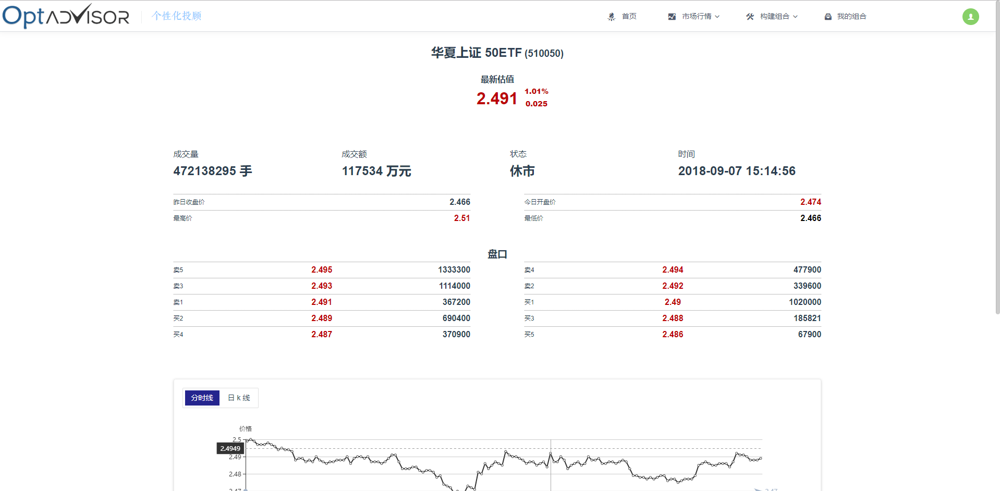 OptADVISOR 个性化投顾 首页 市场行情 构建组合 我的组合
华夏上证 50ETF (510050)
最新估值
2.491 1.01%
0.025
成交量 成交额 状态 时间
472138295 手 117534 万元 休市 2018-09-07 15:14:56
昨日收盘价 2.466 今日开盘价 2.474
最高价 2.51 最低价 2.466
盘口
卖5 2.495 1333300 卖4 2.494 477900
卖3 2.493 1114000 卖2 2.492 339600
卖1 2.491 367200 买1 2.49 1020000
买2 2.489 690400 买3 2.488 185821
买4 2.487 370900 买5 2.486 67900
分时线 日 k 线
价格
2.5
2.4949
2.49
2.48
2.47 2.47